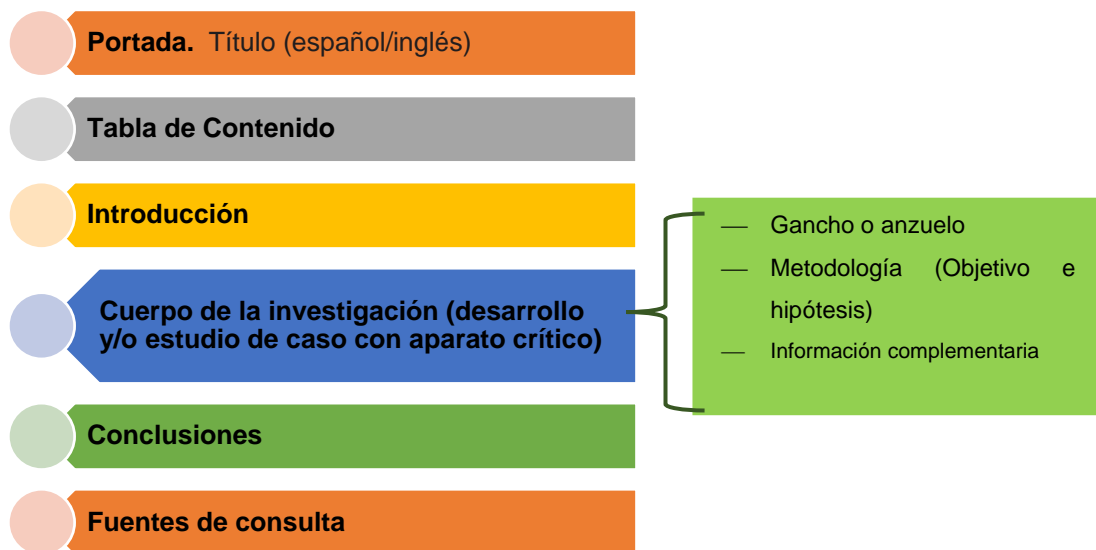 Portada. Título (español/inglés)
Tabla de Contenido
Introducción
Cuerpo de la investigación (desarrollo
y/o estudio de caso con aparato crítico)
— Gancho o anzuelo
— Metodología (Objetivo e
hipótesis)
— Información complementaria
Conclusiones
Fuentes de consulta